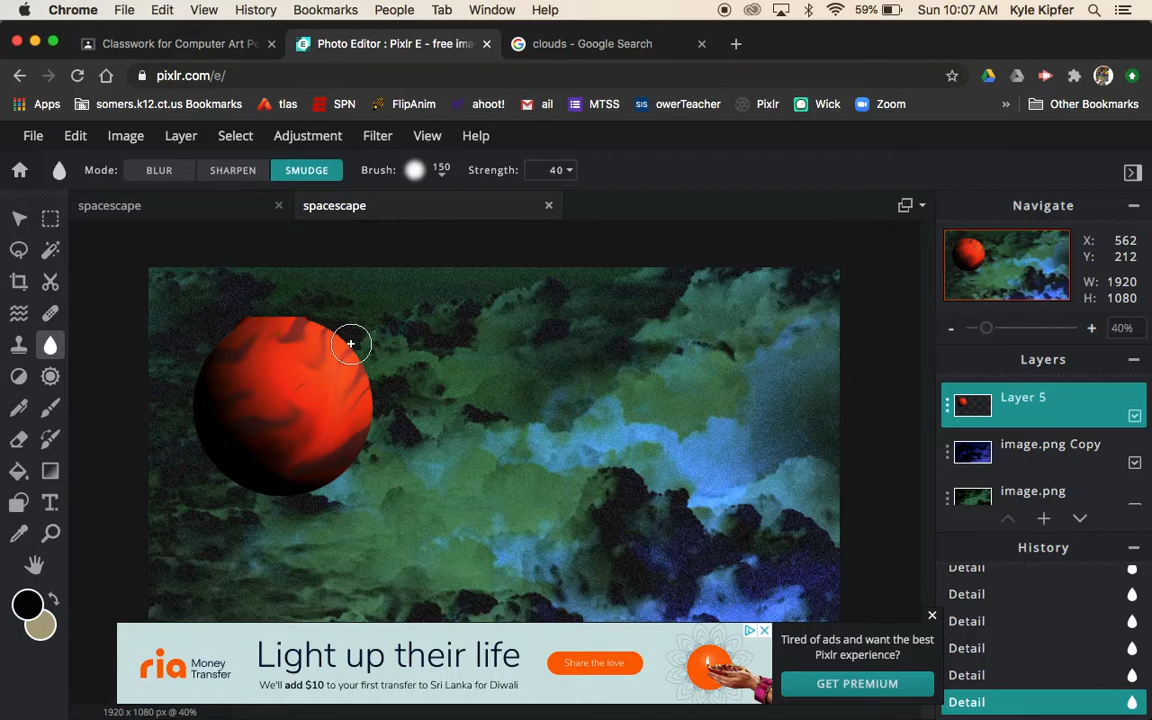 Chrome File Edit View History Bookmarks People Tab Window Help 59% Sun 10:07 AM Kyle Kipfer
Classwork for Computer Art Pe Photo Editor : Pixlr E - free ima clouds - Google Search
pixlr.com/e/
Apps somers.k12.ct.us Bookmarks tlas SPN FlipAnim ahoot! ail MTSS SIS owerTeacher Pixlr Wick Zoom » Other Bookmarks
File Edit Image Layer Select Adjustment Filter View Help
Mode: BLUR SHARPEN SMUDGE Brush: 150 Strength: 40
spacescape spacescape Navigate
X: 562
Y: 212
W: 1920
H: 1080
40%
Layers
Layer 5
image.png Copy
image.png
History
Detail
Detail
Detail
Detail
Detail
Detail
ria Money Transfer
Light up their life
We'll add $10 to your first transfer to Sri Lanka for Diwali
Share the love
Tired of ads and want the best
Pixlr experience?
GET PREMIUM
1920 x 1080 px @ 40%